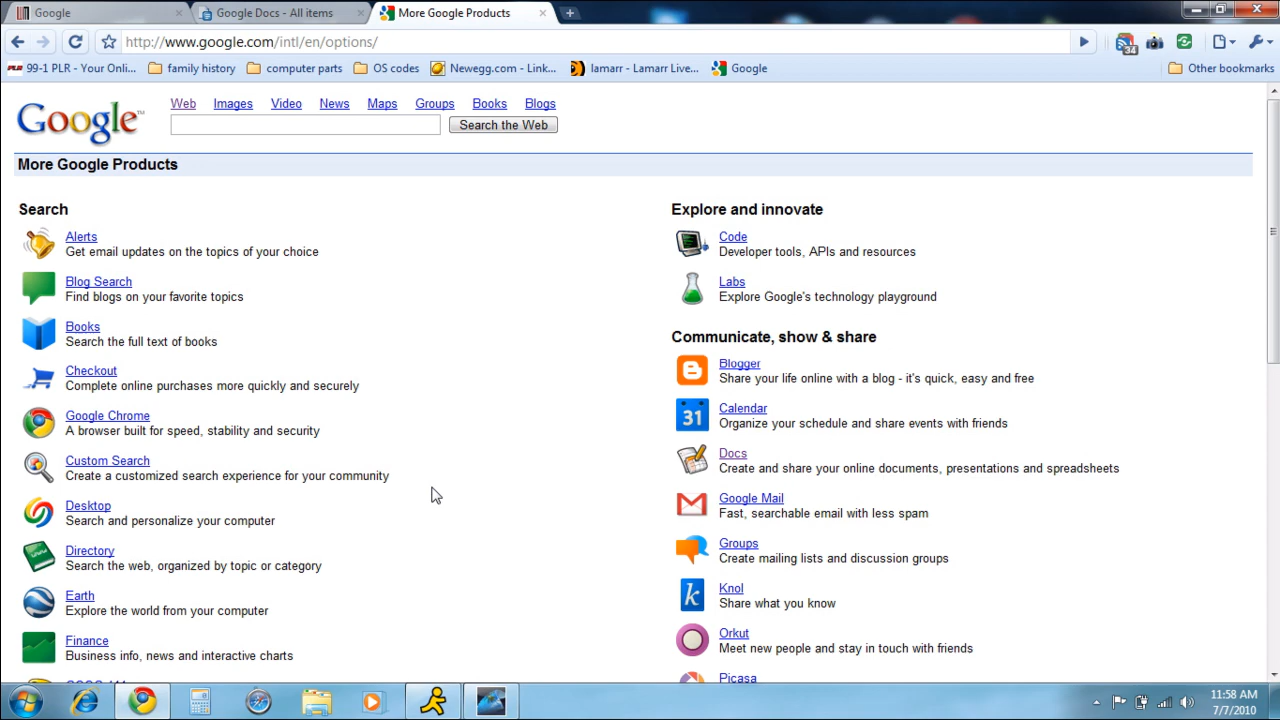 Google
Google Docs - All items
More Google Products
http://www.google.com/intl/en/options/
34
99-1 PLR - Your Onli...
family history
computer parts
OS codes
Newegg.com - Link...
lamarr - Lamarr Live...
Google
Other bookmarks
Google™
Web Images Video News Maps Groups Books Blogs
Search the Web
More Google Products
Search
Alerts
Get email updates on the topics of your choice
Blog Search
Find blogs on your favorite topics
Books
Search the full text of books
Checkout
Complete online purchases more quickly and securely
Google Chrome
A browser built for speed, stability and security
Custom Search
Create a customized search experience for your community
Desktop
Search and personalize your computer
Directory
Search the web, organized by topic or category
Earth
Explore the world from your computer
Finance
Business info, news and interactive charts
Explore and innovate
Code
Developer tools, APIs and resources
Labs
Explore Google's technology playground
Communicate, show & share
Blogger
Share your life online with a blog - it's quick, easy and free
31
Calendar
Organize your schedule and share events with friends
Docs
Create and share your online documents, presentations and spreadsheets
Google Mail
Fast, searchable email with less spam
Groups
Create mailing lists and discussion groups
k
Knol
Share what you know
Orkut
Meet new people and stay in touch with friends
Picasa
11:58 AM
7/7/2010